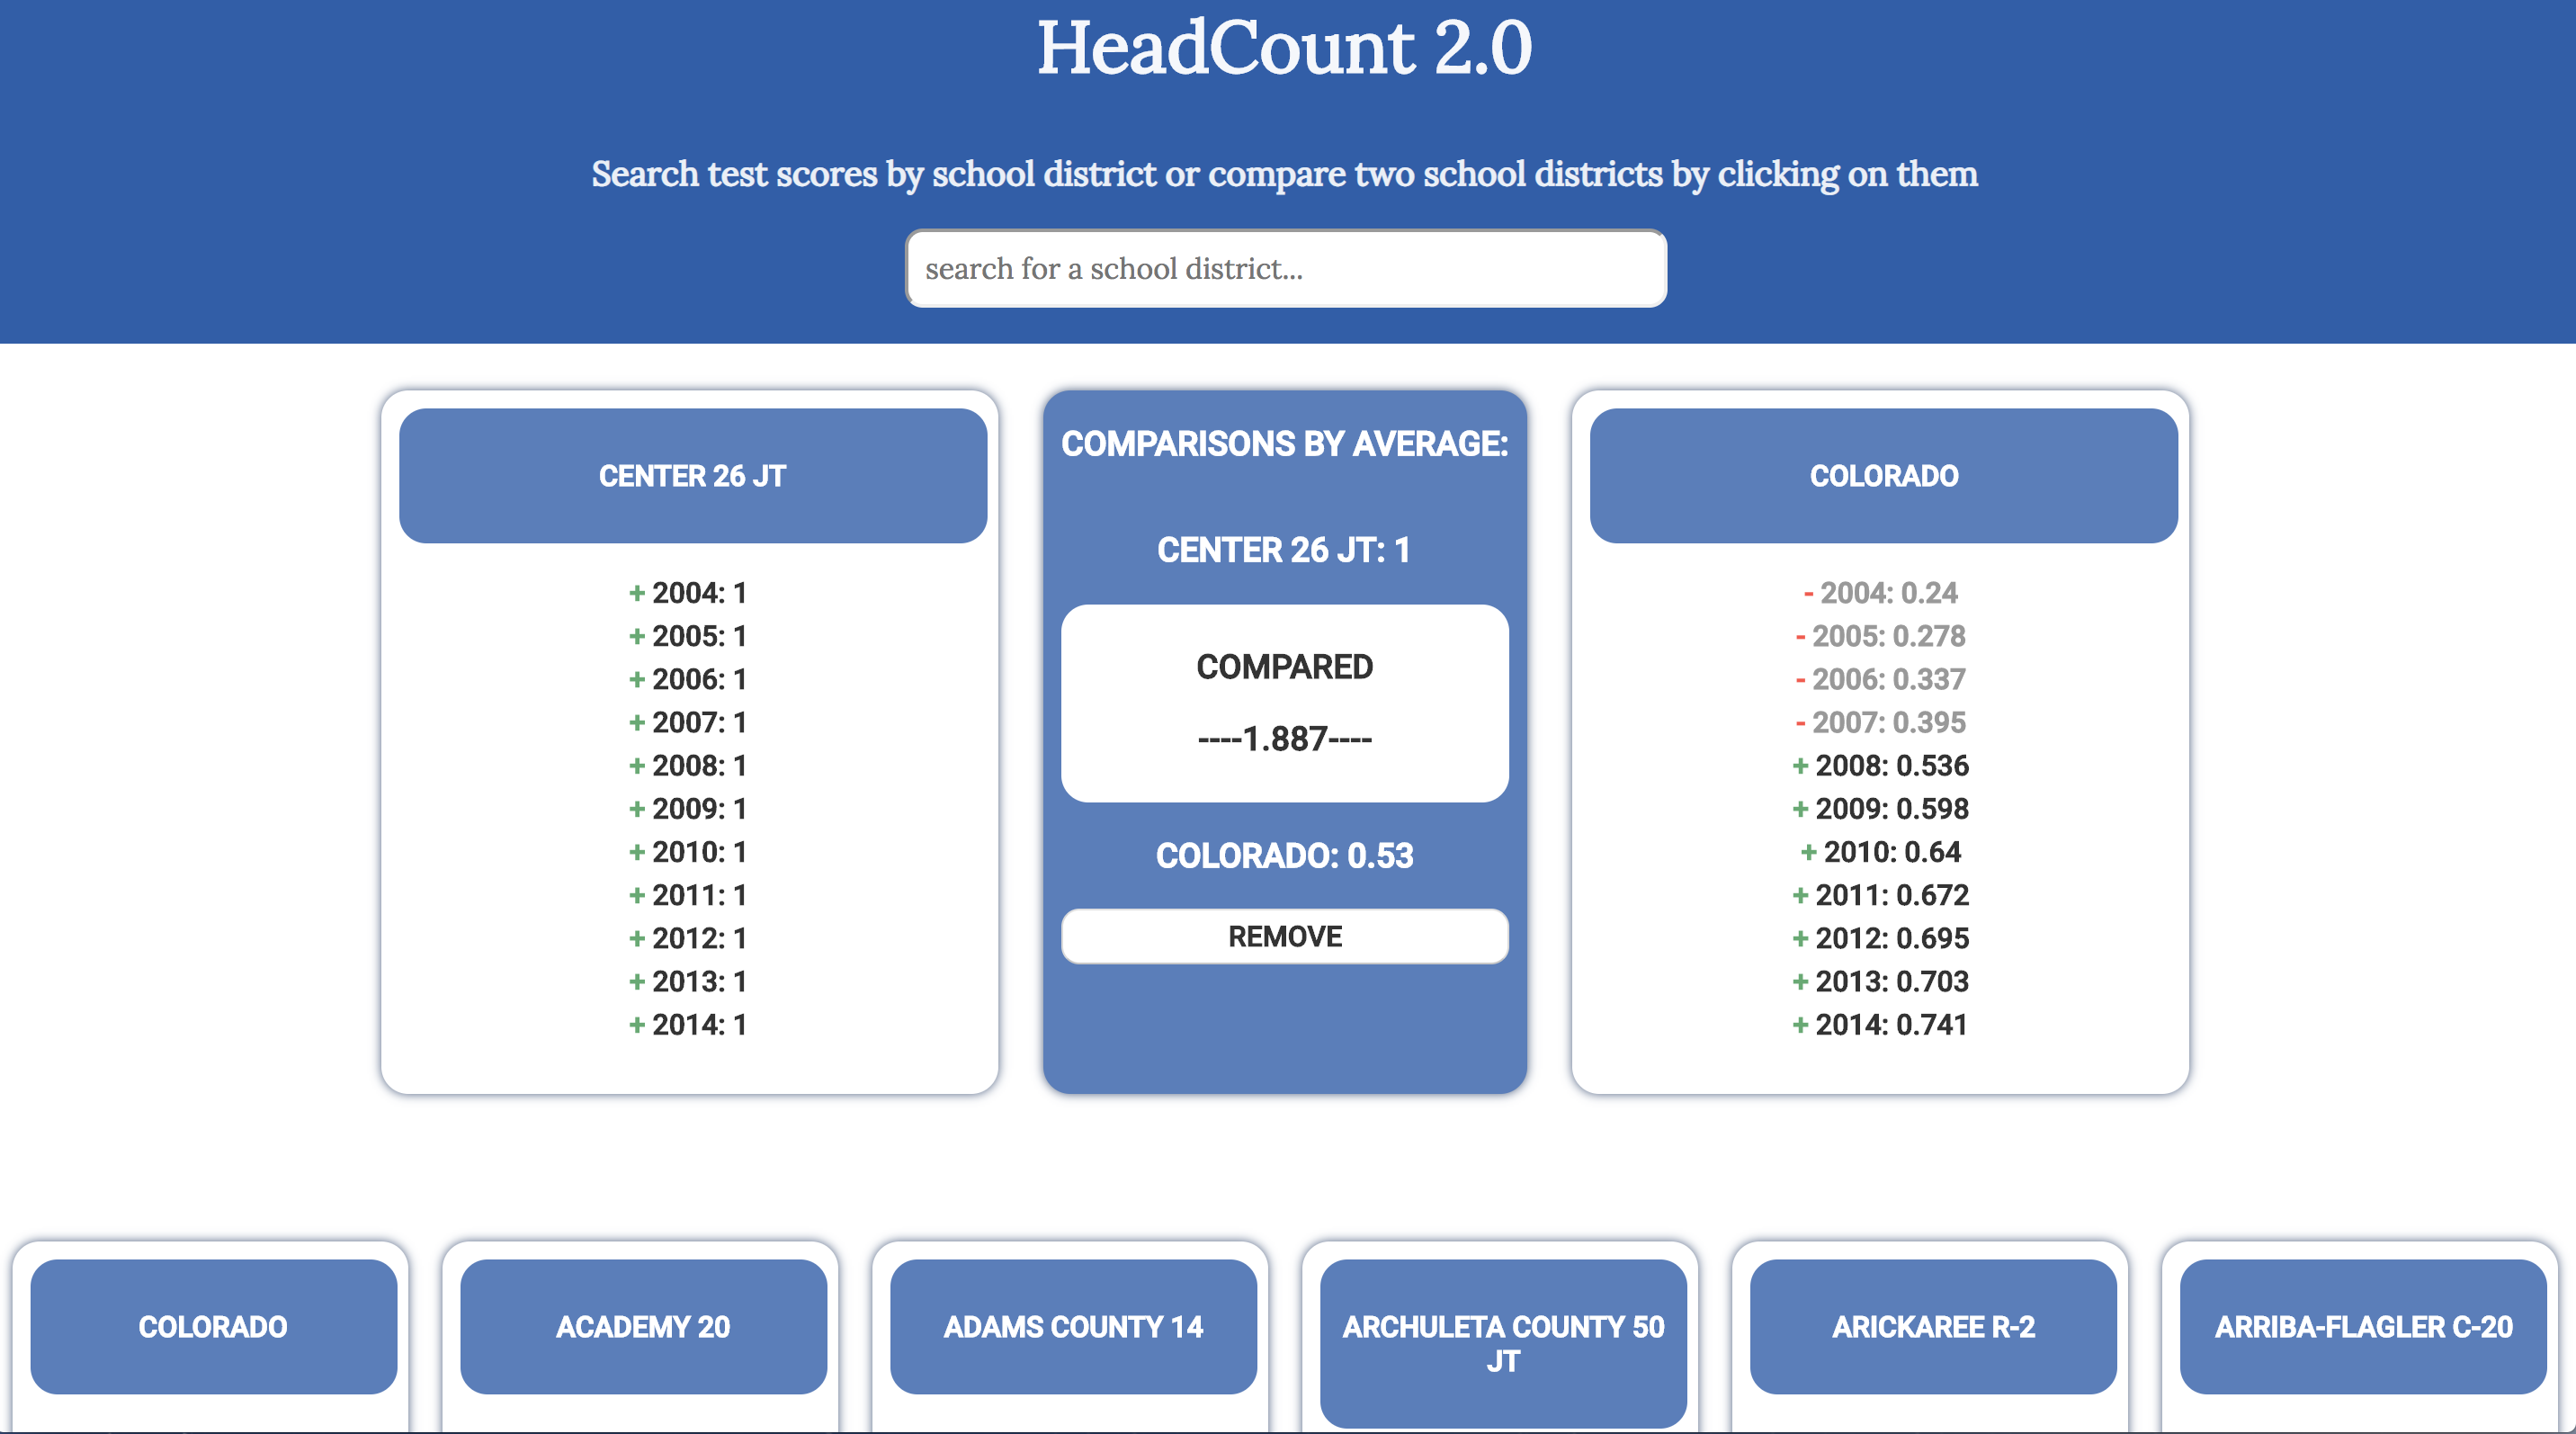 HeadCount 2.0
Search test scores by school district or compare two school districts by clicking on them
search for a school district...
CENTER 26 JT
+ 2004: 1
+ 2005: 1
+ 2006: 1
+ 2007: 1
+ 2008: 1
+ 2009: 1
+ 2010: 1
+ 2011: 1
+ 2012: 1
+ 2013: 1
+ 2014: 1
COMPARISONS BY AVERAGE:
CENTER 26 JT: 1
COMPARED
----1.887----
COLORADO: 0.53
REMOVE
COLORADO
- 2004: 0.24
- 2005: 0.278
- 2006: 0.337
- 2007: 0.395
+ 2008: 0.536
+ 2009: 0.598
+ 2010: 0.64
+ 2011: 0.672
+ 2012: 0.695
+ 2013: 0.703
+ 2014: 0.741
COLORADO
ACADEMY 20
ADAMS COUNTY 14
ARCHULETA COUNTY 50
JT
ARICKAREE R-2
ARRIBA-FLAGLER C-20